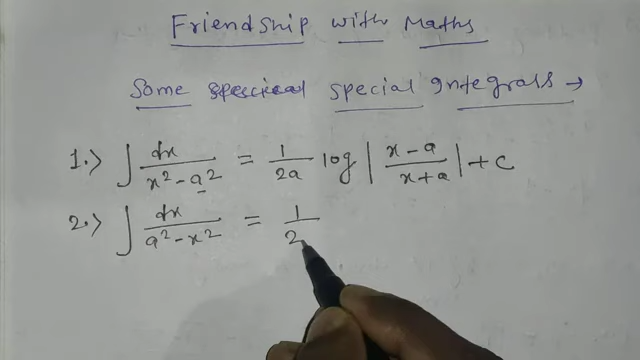 Friendship with Maths
Some special Integrals →
1.> ∫ dx / x² - a² = 1 / 2a log | x - a / x + a | + c
2.> ∫ dx / a² - x² = 1 / 2